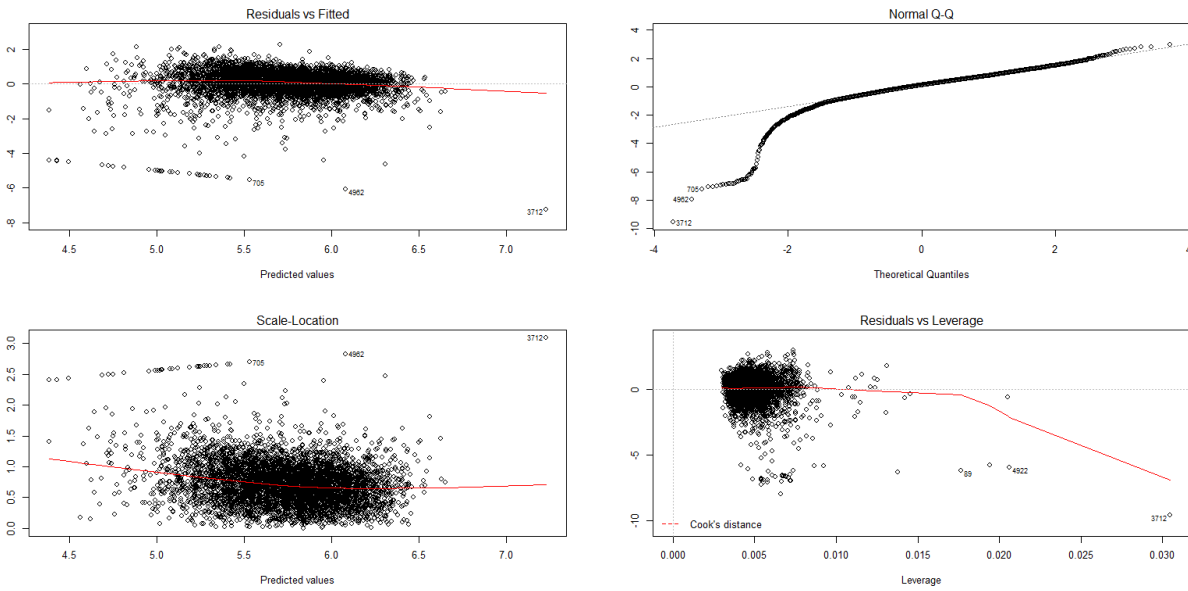 Residuals vs Fitted
2
0
-2
-4
-6
-8
705
4962
3712
4.5 5.0 5.5 6.0 6.5 7.0
Predicted values
Normal Q-Q
4
2
0
-2
-4
-6
-8
-10
705
4962
3712
-4 -2 0 2 4
Theoretical Quantiles
Scale-Location
3.0
2.5
2.0
1.5
1.0
0.5
0.0
705
4962
3712
4.5 5.0 5.5 6.0 6.5 7.0
Predicted values
Residuals vs Leverage
0
-5
-10
89
4922
3712
Cook's distance
0.000 0.005 0.010 0.015 0.020 0.025 0.030
Leverage